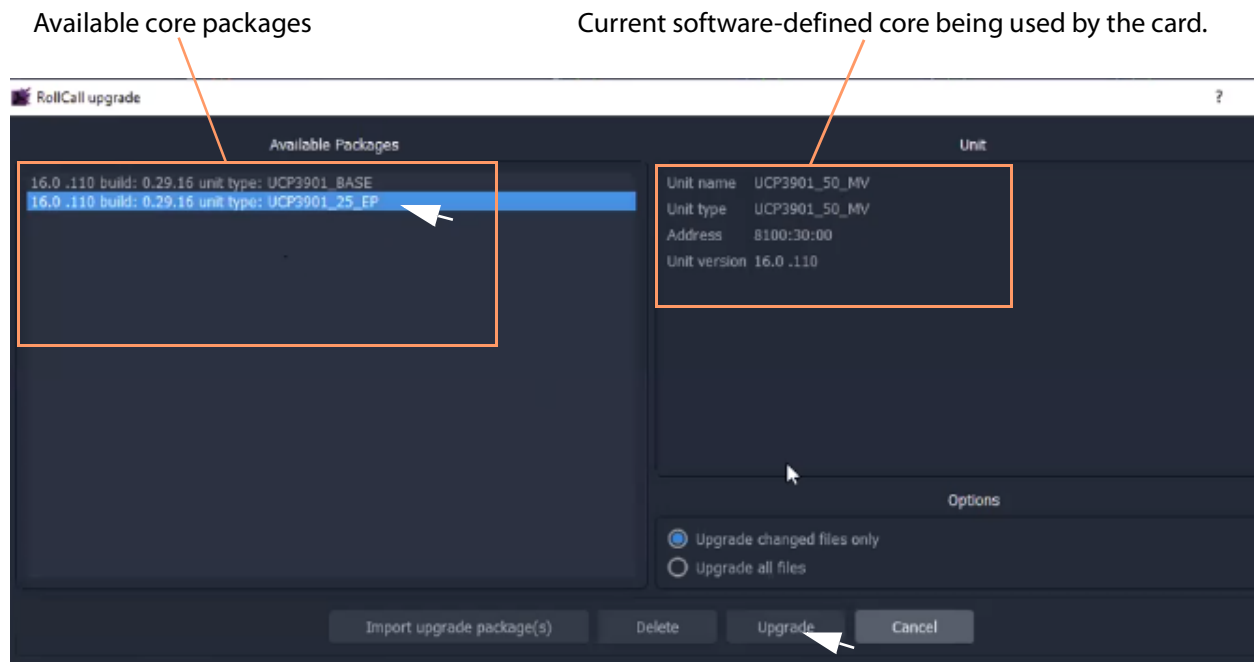 Available core packages
Current software-defined core being used by the card.
RollCall upgrade
?
Available Packages
16.0 .110 build: 0.29.16 unit type: UCP3901_BASE
16.0 .110 build: 0.29.16 unit type: UCP3901_25_EP
Unit
Unit name UCP3901_50_MV
Unit type UCP3901_50_MV
Address 8100:30:00
Unit version 16.0 .110
Options
Upgrade changed files only
Upgrade all files
Import upgrade package(s)
Delete
Upgrade
Cancel